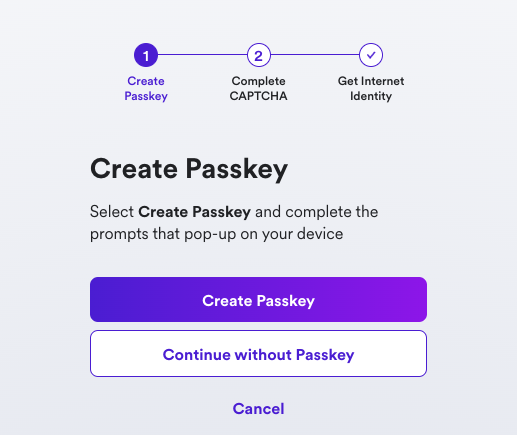 1
2
Create
Passkey
Complete
CAPTCHA
Get Internet
Identity
Create Passkey
Select Create Passkey and complete the
prompts that pop-up on your device
Create Passkey
Continue without Passkey
Cancel